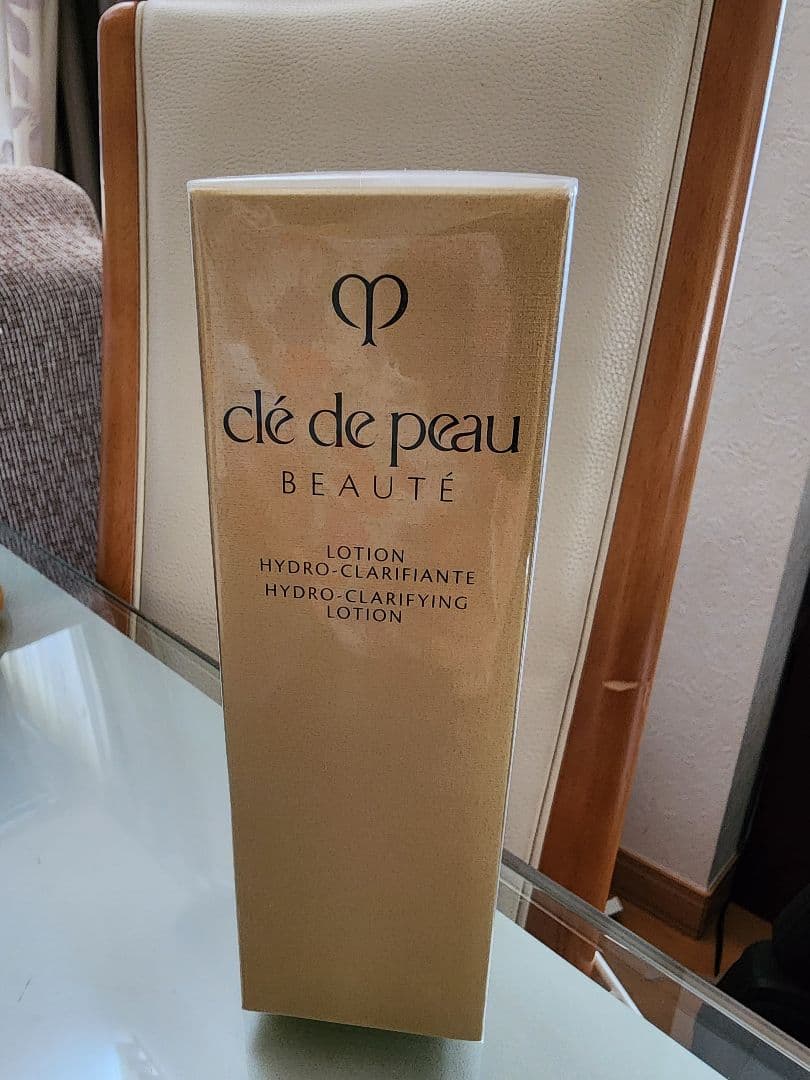 clé de peau
BEAUTÉ
LOTION
HYDRO-CLARIFIANTE
HYDRO-CLARIFYING
LOTION